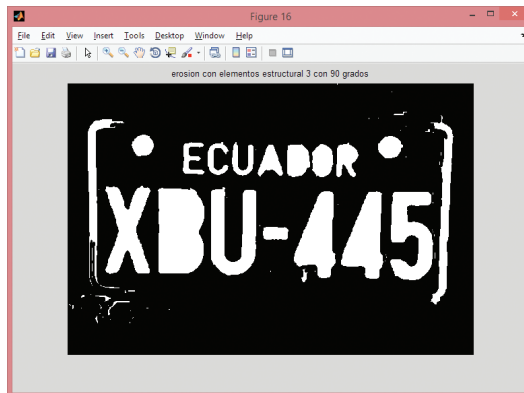 Figure 16
File Edit View Insert Tools Desktop Window Help
erosion con elementos estructural 3 con 90 grados
ECUADOR
XBU-445